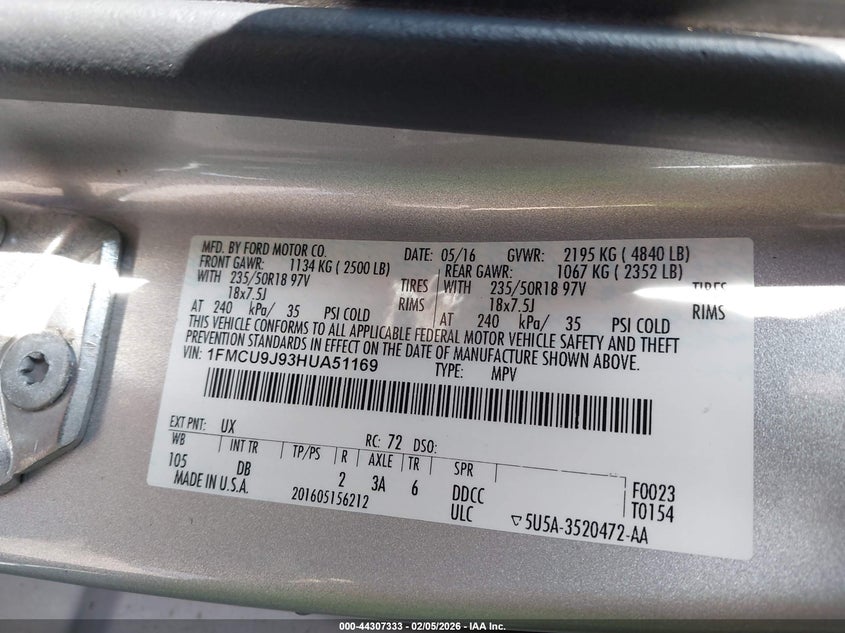 MFD. BY FORD MOTOR CO. DATE: 05/16 GVWR: 2195 KG ( 4840 LB)
FRONT GAWR: 1134 KG ( 2500 LB) REAR GAWR: 1067 KG ( 2352 LB)
WITH 235/50R18 97V TIRES WITH 235/50R18 97V TIRES
18x7.5J RIMS 18x7.5J RIMS
AT 240 kPa/ 35 PSI COLD AT 240 kPa/ 35 PSI COLD
THIS VEHICLE CONFORMS TO ALL APPLICABLE FEDERAL MOTOR VEHICLE SAFETY AND THEFT
PREVENTION STANDARDS IN EFFECT ON THE DATE OF MANUFACTURE SHOWN ABOVE.
VIN: 1FMCU9J93HUA51169 TYPE: MPV
EXT PNT: UX RC: 72 DSO:
WB INT TR TP/PS R AXLE TR SPR
105 DB 2 3A 6 DDCC F0023
MADE IN U.S.A. 201605156212 ULC T0154
▽5U5A-3520472-AA
000-44307333 - 02/05/2026 - IAA Inc.